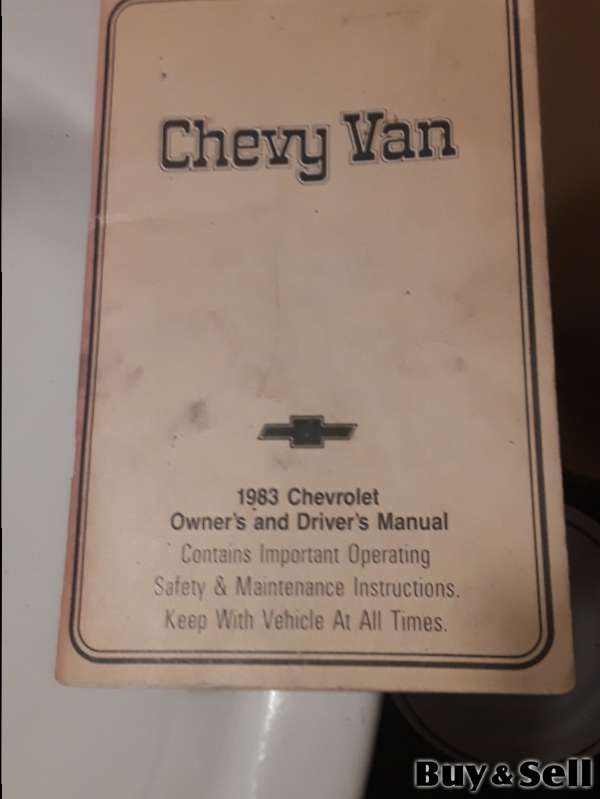 Chevy Van
1983 Chevrolet
Owner's and Driver's Manual
Contains Important Operating
Safety & Maintenance Instructions.
Keep With Vehicle At All Times.
Buy & Sell